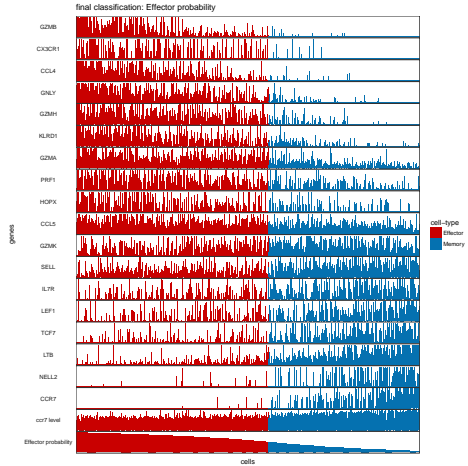 final classification: Effector probability
GZMB
CX3CR1
CCL4
GNLY
GZMH
KLRD1
GZMA
PRF1
HOPX
CCL5
GZMK
SELL
IL7R
LEF1
TCF7
LTB
NELL2
CCR7
ccr7 level
Effector probability
genes
cells
cell−type
Effector
Memory